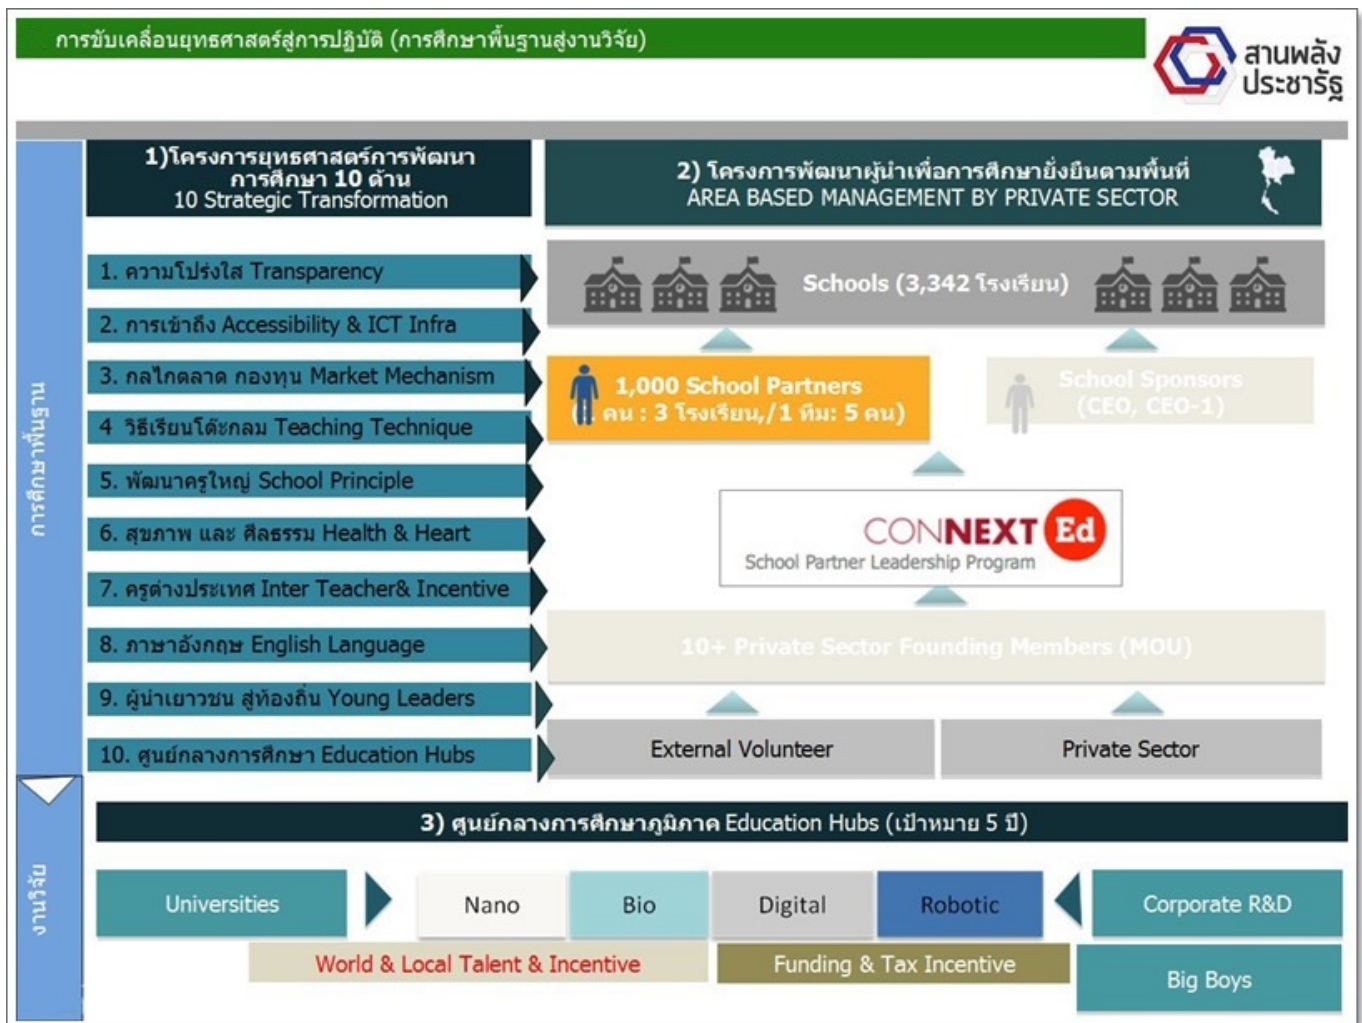 การขับเคลื่อนยุทธศาสตร์สู่การปฏิบัติ (การศึกษาพื้นฐานสู่งานวิจัย)
สานพลัง
ประชารัฐ
การศึกษาพื้นฐาน
1)โครงการยุทธศาสตร์การพัฒนา
การศึกษา 10 ด้าน
10 Strategic Transformation
1. ความโปร่งใส Transparency
2. การเข้าถึง Accessibility & ICT Infra
3. กลไกตลาด กองทุน Market Mechanism
4 วิธีเรียนโต๊ะกลม Teaching Technique
5. พัฒนาครูใหญ่ School Principle
6. สุขภาพ และ ศีลธรรม Health & Heart
7. ครูต่างประเทศ Inter Teacher& Incentive
8. ภาษาอังกฤษ English Language
9. ผู้นำเยาวชน สู่ท้องถิ่น Young Leaders
10. ศูนย์กลางการศึกษา Education Hubs
2) โครงการพัฒนาผู้นำเพื่อการศึกษายั่งยืนตามพื้นที่
AREA BASED MANAGEMENT BY PRIVATE SECTOR
Schools (3,342 โรงเรียน)
1,000 School Partners
คน : 3 โรงเรียน,/1 ทีม: 5 คน)
School Sponsors
(CEO, CEO-1)
CONNEXT Ed
School Partner Leadership Program
10+ Private Sector Founding Members (MOU)
External Volunteer
Private Sector
งานวิจัย
3) ศูนย์กลางการศึกษาภูมิภาค Education Hubs (เป้าหมาย 5 ปี)
Universities
Nano
Bio
Digital
Robotic
Corporate R&D
World & Local Talent & Incentive
Funding & Tax Incentive
Big Boys